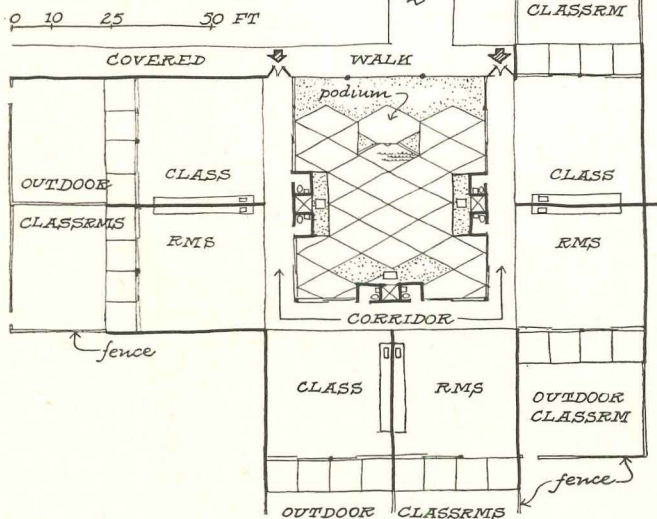 0 10 25 50 FT
CLASSRM
COVERED WALK
podium
CLASS
CLASS
OUTDOOR
CLASSRMS
RMS
RMS
CORRIDOR
fence
CLASS RMS
OUTDOOR
CLASSRM
fence
OUTDOOR CLASSRMS